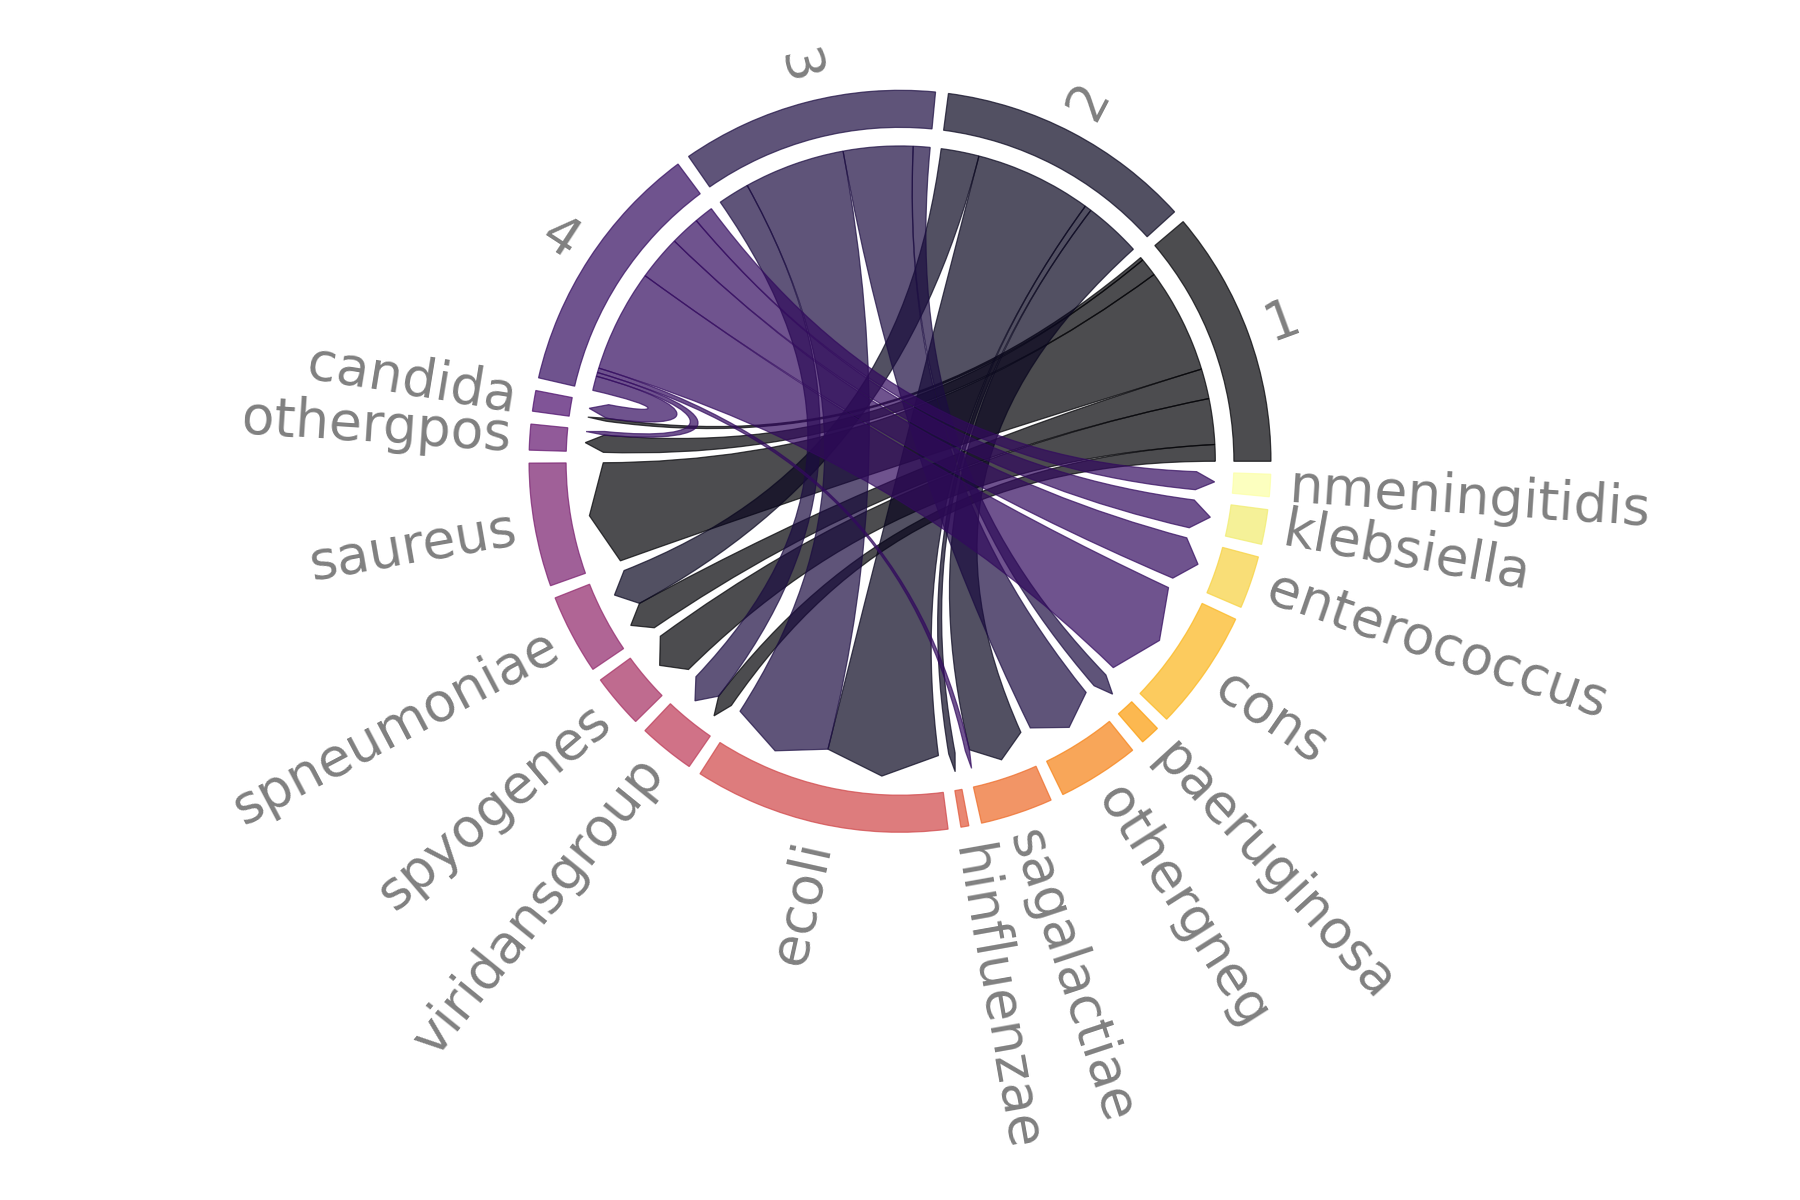 3
2
4
1
candida
othergpos
saureus
spneumoniae
spyogenes
viridansgroup
ecoli
hinfluenzae
sagalactiae
othergneg
paeruginosa
cons
enterococcus
klebsiella
nmeningitidis